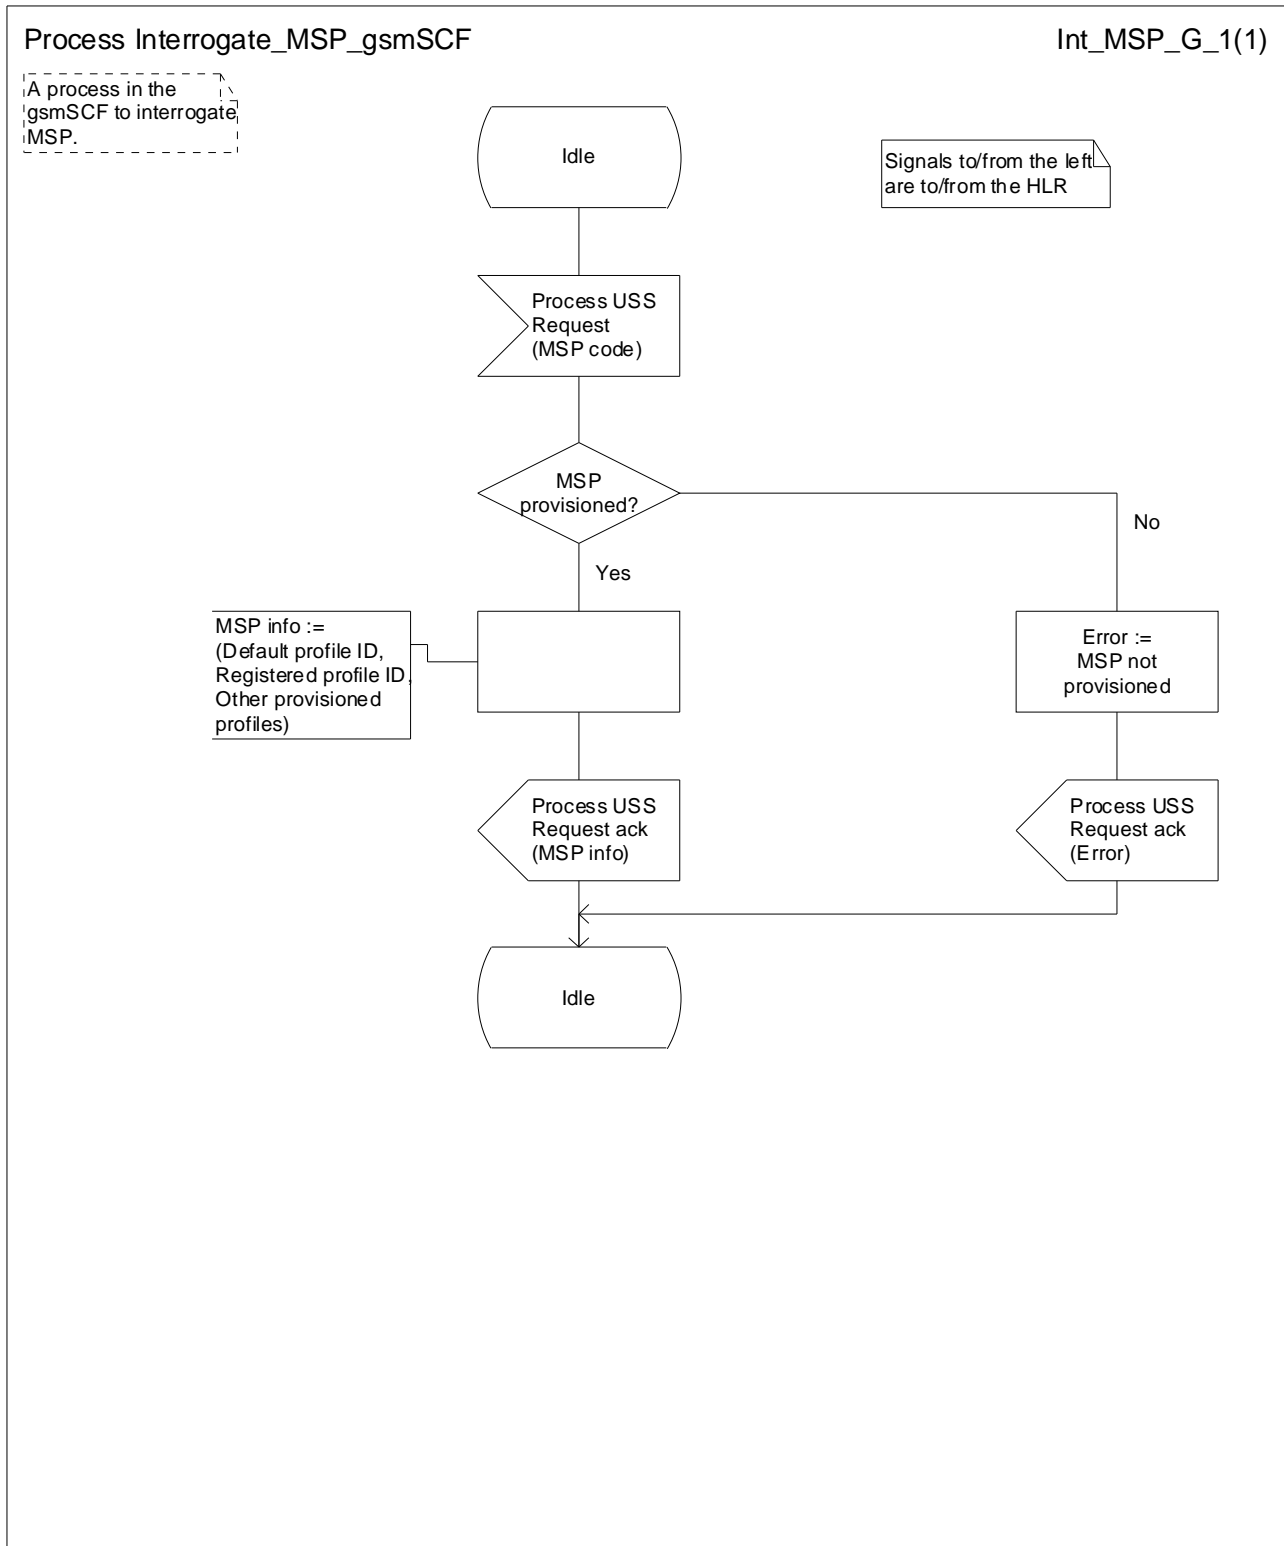 Process Interrogate_MSP_gsmSCF
Int_MSP_G_1(1)
A process in the
gsmSCF to interrogate
MSP.
Idle
Signals to/from the left
are to/from the HLR
Process USS
Request
(MSP code)
MSP
provisioned?
No
Yes
MSP info :=
(Default profile ID,
Registered profile ID,
Other provisioned
profiles)
Error :=
MSP not
provisioned
Process USS
Request ack
(MSP info)
Process USS
Request ack
(Error)
Idle